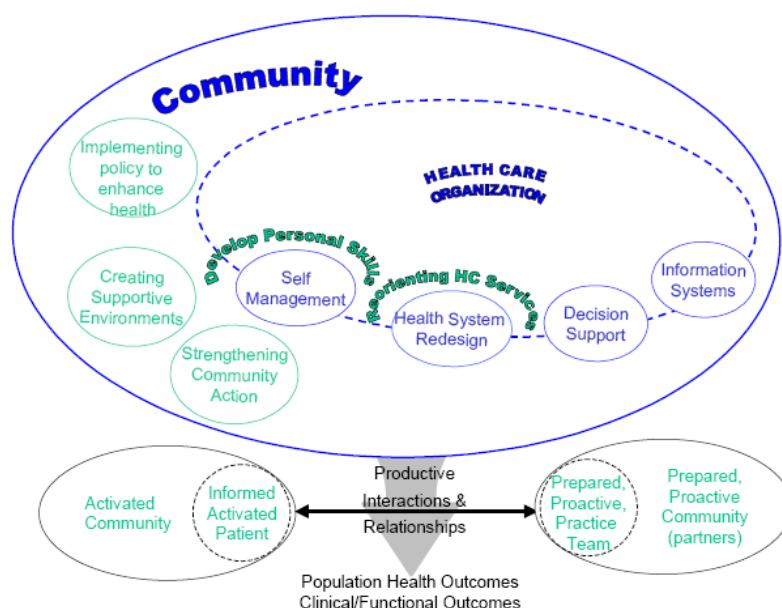 Community
Implementing
policy to
enhance
health
HEALTH CARE
ORGANIZATION
Develop Personal Skills
Reorienting HC Services
Creating
Supportive
Environments
Self
Management
Health System
Redesign
Decision
Support
Information
Systems
Strengthening
Community
Action
Activated
Community
Informed
Activated
Patient
Productive
Interactions &
Relationships
Prepared,
Proactive,
Practice
Team
Prepared,
Proactive
Community
(partners)
Population Health Outcomes
Clinical/Functional Outcomes